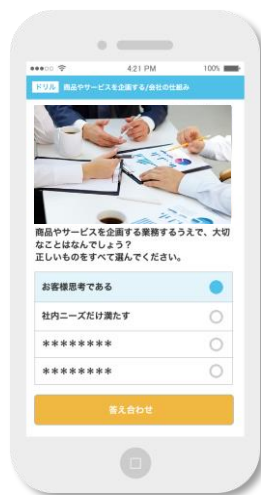 4:21 PM
100%
ドリル 商品やサービスを企画する/会社の仕組み
商品やサービスを企画する業務するうえで、大切
なことはなんでしょう？
正しいものをすべて選んでください。
お客様思考である
社内ニーズだけ満たす
********
********
答え合わせ